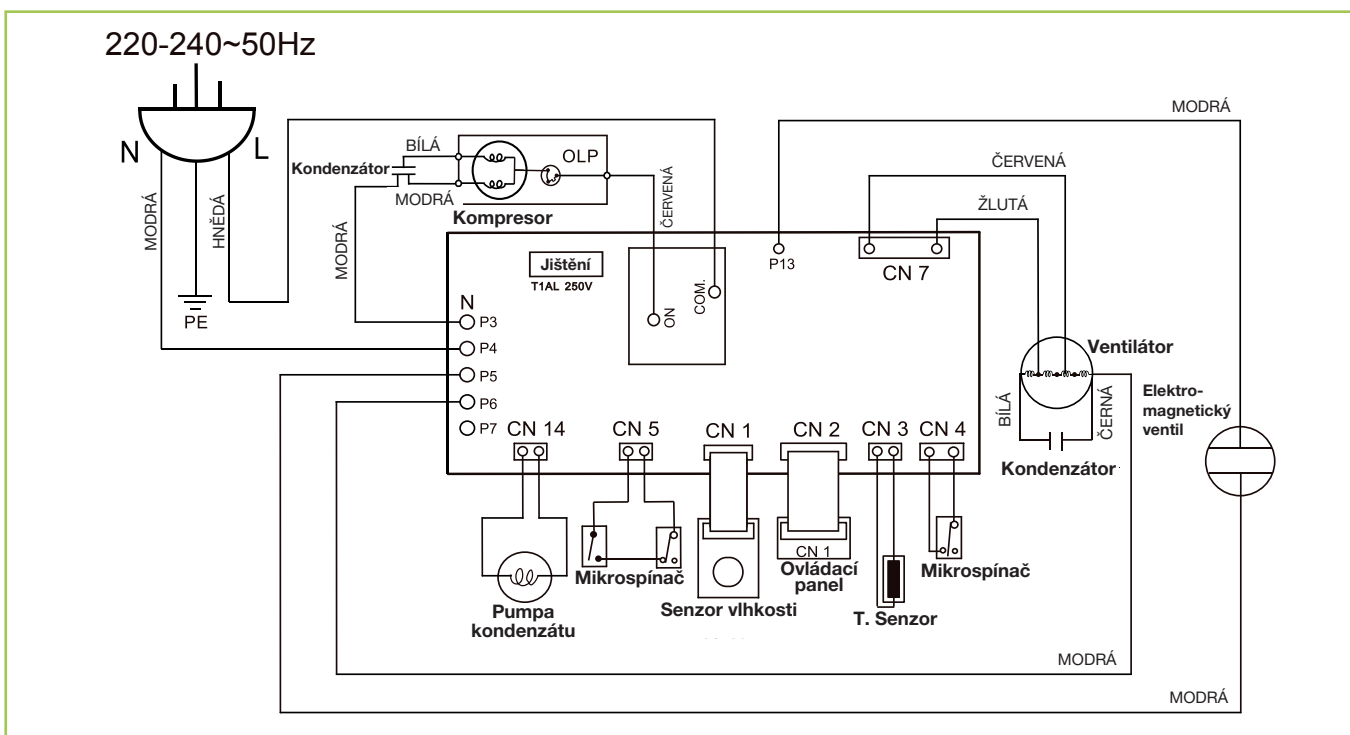 220-240~50Hz
N
L
MODRÁ
HNĚDÁ
PE
Kondenzátor
BÍLÁ
MODRÁ
MODRÁ
OLP
Kompresor
ČERVENÁ
MODRÁ
ČERVENÁ
ŽLUTÁ
Jištění
T1AL 250V
ON
COM.
P13
CN 7
N
P3
P4
P5
P6
P7
CN 14
CN 5
CN 1
CN 2
CN 3
CN 4
Ventilátor
BÍLÁ
ČERNÁ
Kondenzátor
Elektro-
magnetický
ventil
Pumpa
kondenzátu
Mikrospínač
Senzor vlhkosti
CN 1
Ovládací
panel
T. Senzor
Mikrospínač
MODRÁ
MODRÁ